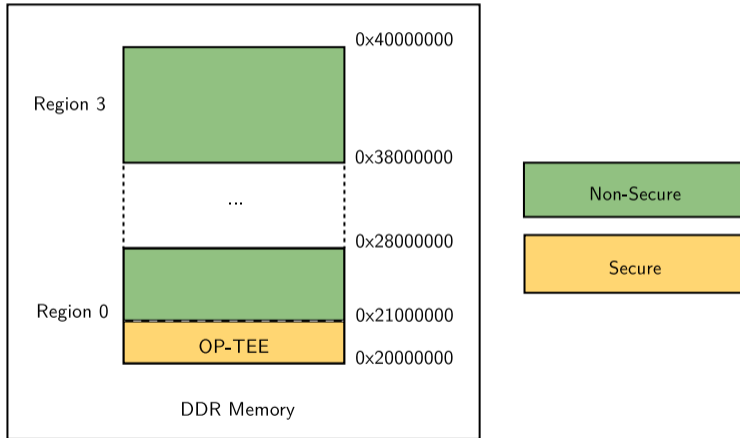 0x40000000
Region 3
0x38000000
...
Non-Secure
0x28000000
Secure
Region 0
0x21000000
OP-TEE
0x20000000
DDR Memory